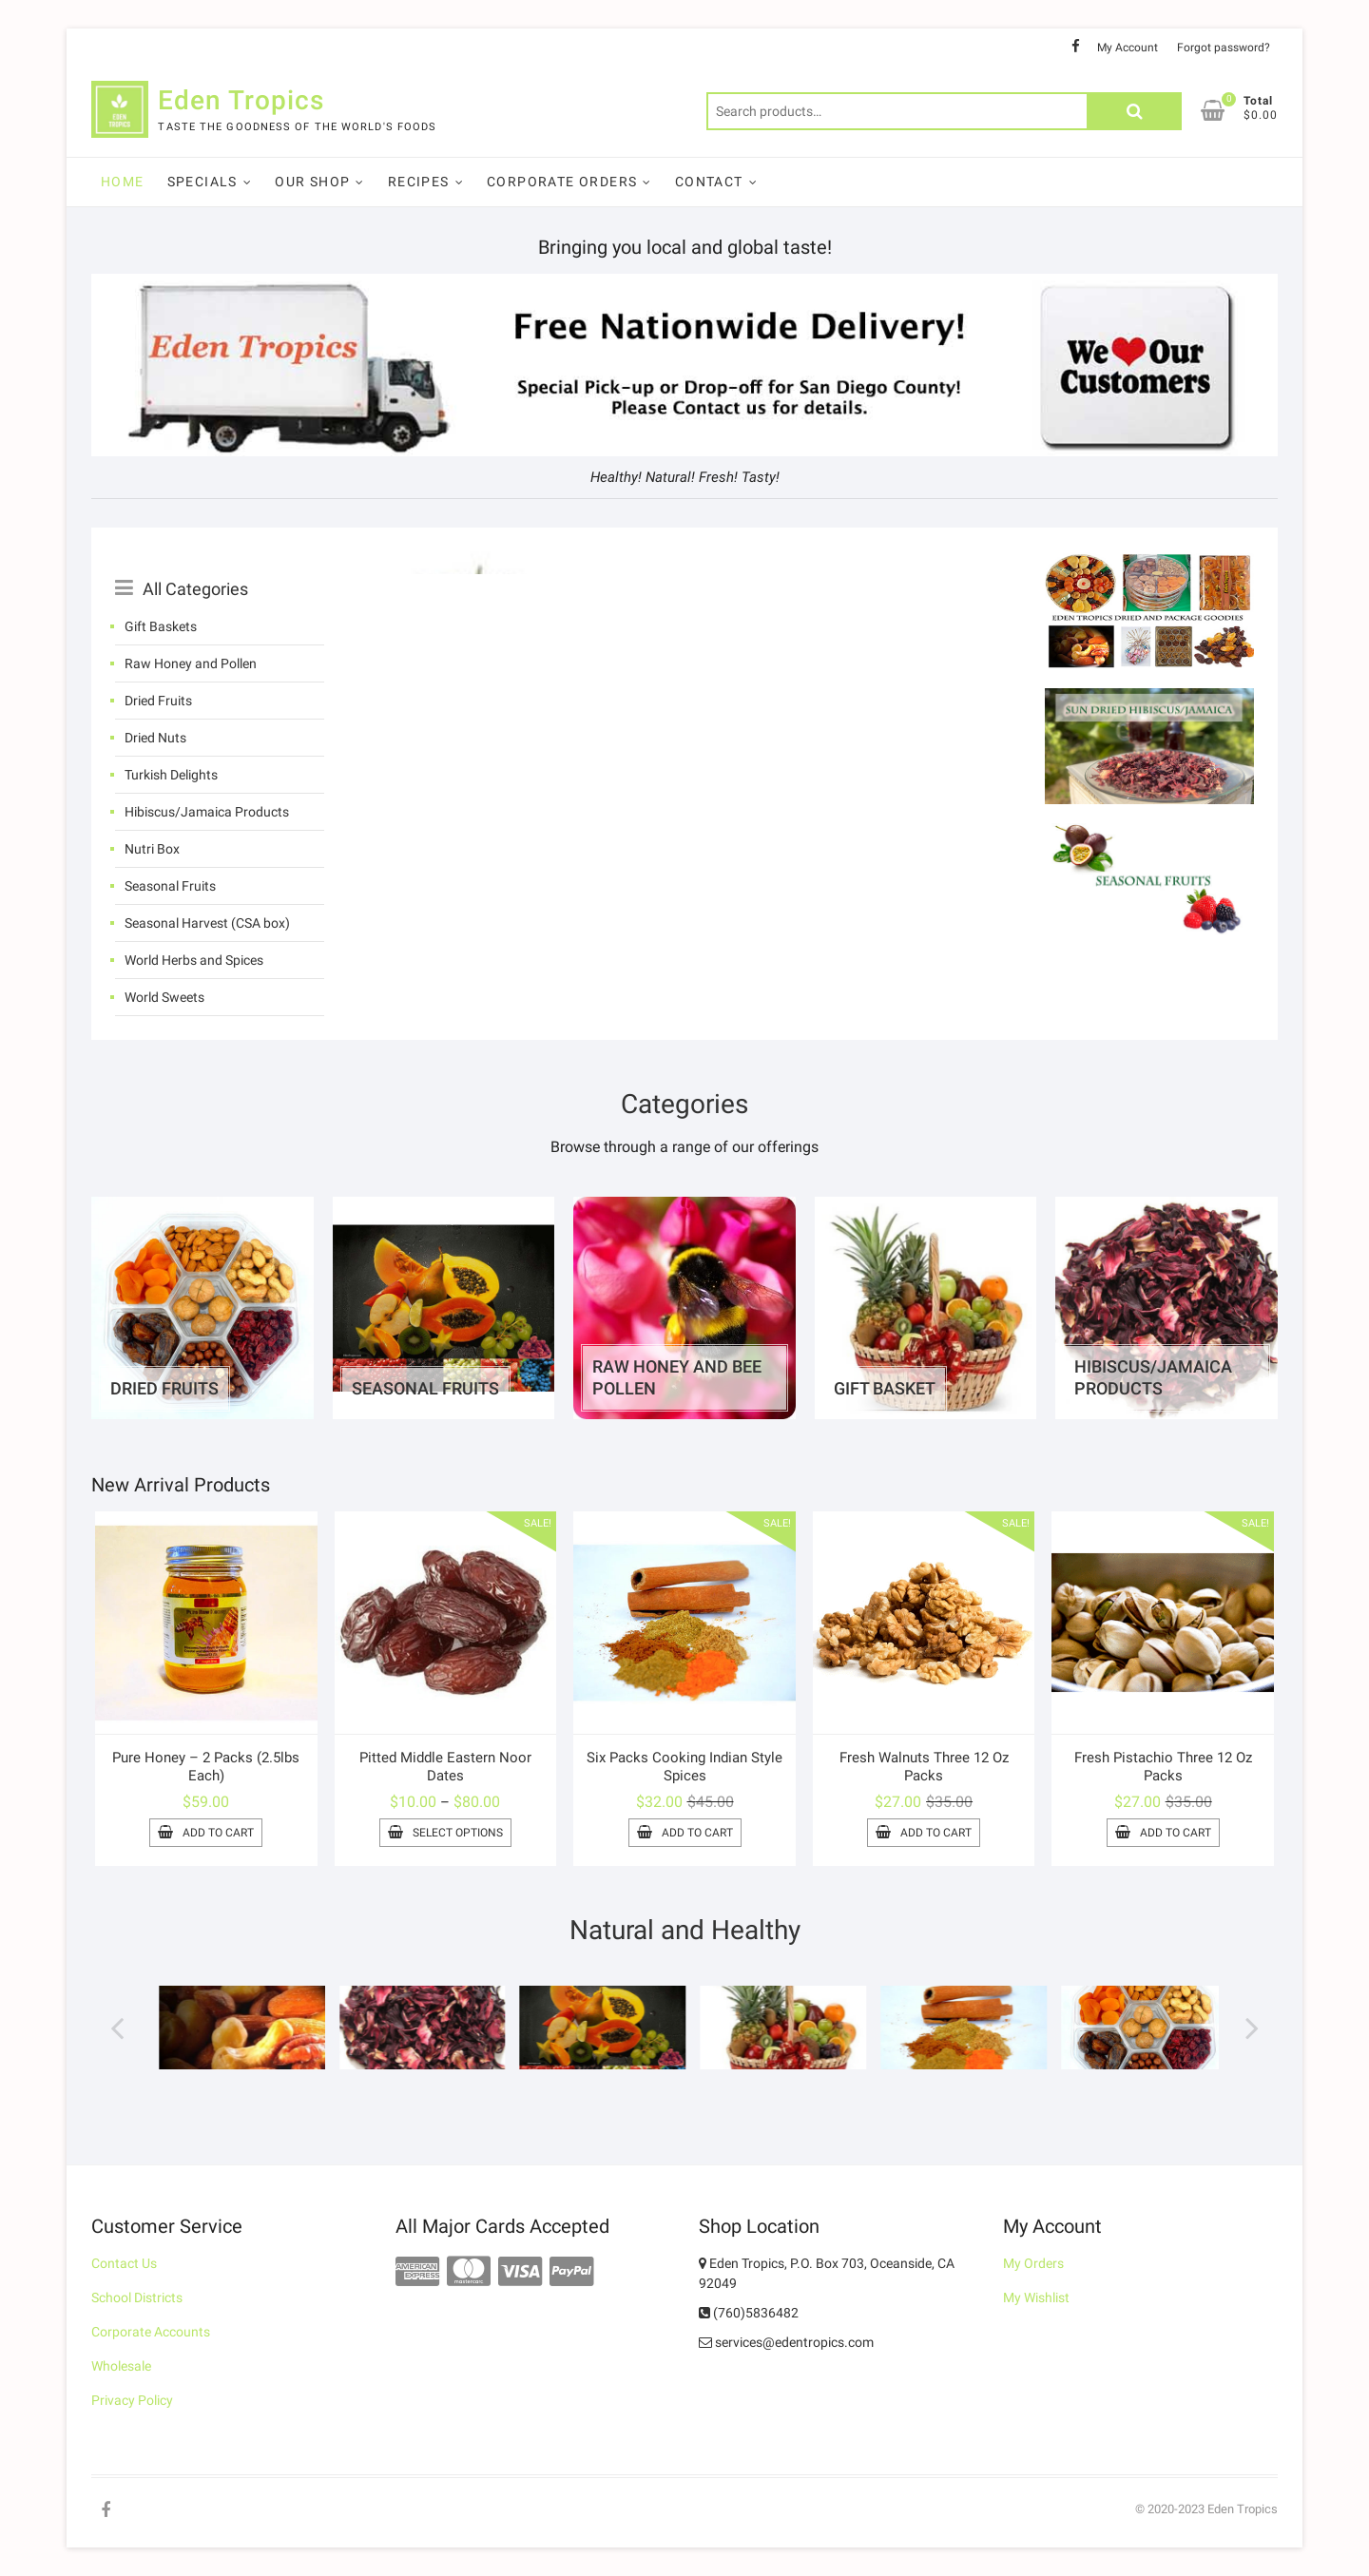 My Account
Forgot password?
EDEN
TROPICS
Eden Tropics
TASTE THE GOODNESS OF THE WORLD'S FOODS
Search products...
0
Total
$0.00
HOME
SPECIALS
OUR SHOP
RECIPES
CORPORATE ORDERS
CONTACT
Bringing you local and global taste!
Eden Tropics
Free Nationwide Delivery!
Special Pick-up or Drop-off for San Diego County!
Please Contact us for details.
We ❤ Our
Customers
Healthy! Natural! Fresh! Tasty!
All Categories
Gift Baskets
Raw Honey and Pollen
Dried Fruits
Dried Nuts
Turkish Delights
Hibiscus/Jamaica Products
Nutri Box
Seasonal Fruits
Seasonal Harvest (CSA box)
World Herbs and Spices
World Sweets
EDEN TROPICS DRIED AND PACKAGE GOODIES
SUN DRIED HIBISCUS/JAMAICA
SEASONAL FRUITS
Categories
Browse through a range of our offerings
DRIED FRUITS
SEASONAL FRUITS
RAW HONEY AND BEE
POLLEN
GIFT BASKET
HIBISCUS/JAMAICA
PRODUCTS
New Arrival Products
Pure Honey – 2 Packs (2.5lbs
Each)
$59.00
ADD TO CART
SALE!
Pitted Middle Eastern Noor
Dates
$10.00 – $80.00
SELECT OPTIONS
SALE!
Six Packs Cooking Indian Style
Spices
$32.00 $45.00
ADD TO CART
SALE!
Fresh Walnuts Three 12 Oz
Packs
$27.00 $35.00
ADD TO CART
SALE!
Fresh Pistachio Three 12 Oz
Packs
$27.00 $35.00
ADD TO CART
Natural and Healthy
Customer Service
Contact Us
School Districts
Corporate Accounts
Wholesale
Privacy Policy
All Major Cards Accepted
AMERICAN
EXPRESS
mastercard
VISA
PayPal
Shop Location
Eden Tropics, P.O. Box 703, Oceanside, CA
92049
(760)5836482
services@edentropics.com
My Account
My Orders
My Wishlist
© 2020-2023 Eden Tropics